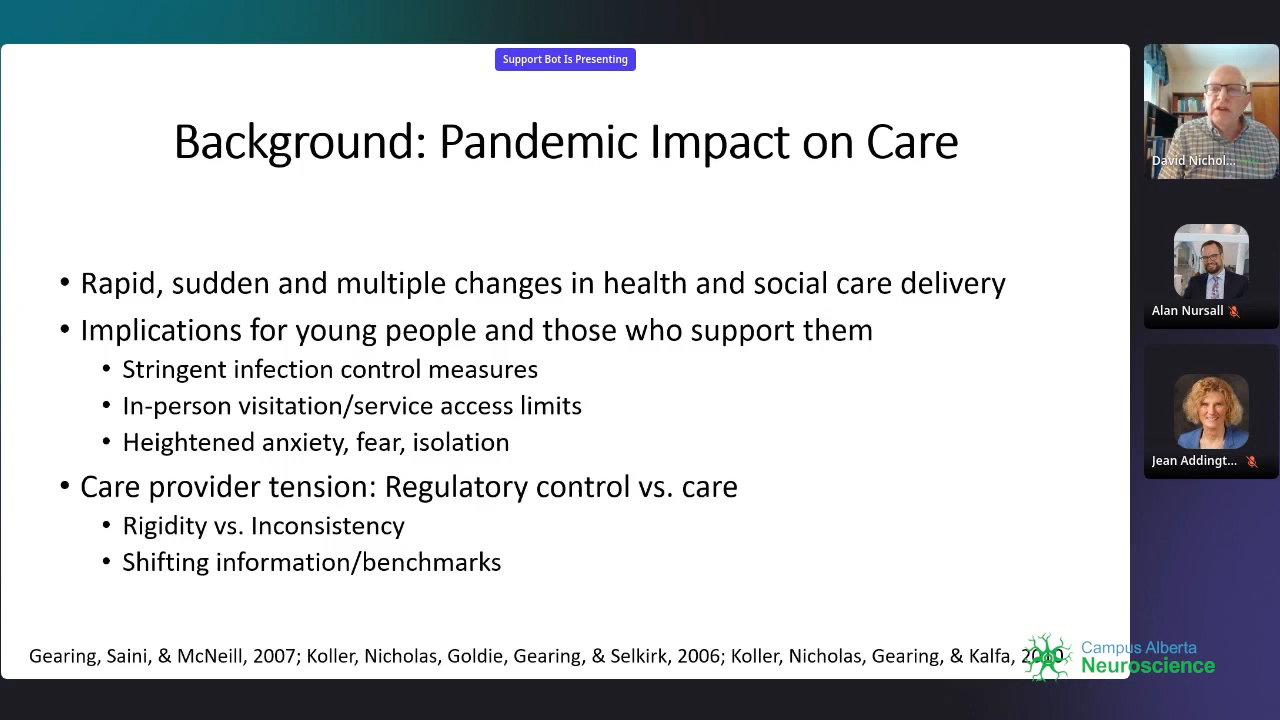 Support Bot Is Presenting
Background: Pandemic Impact on Care
• Rapid, sudden and multiple changes in health and social care delivery
• Implications for young people and those who support them
• Stringent infection control measures
• In-person visitation/service access limits
• Heightened anxiety, fear, isolation
• Care provider tension: Regulatory control vs. care
• Rigidity vs. Inconsistency
• Shifting information/benchmarks
Gearing, Saini, & McNeill, 2007; Koller, Nicholas, Goldie, Gearing, & Selkirk, 2006; Koller, Nicholas, Gearing, & Kalfa,
Campus Alberta
Neuroscience
David Nichol...
Alan Nursall
Jean Addingt...